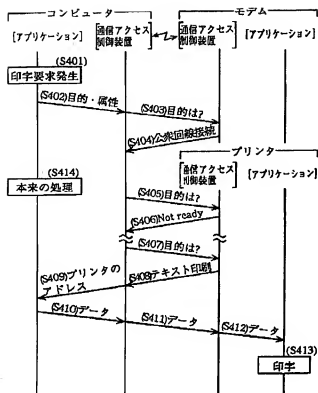 コンピュータ
モデム
[アプリケーション]
[通信アクセス制御装置]
[通信アクセス制御装置]
[アプリケーション]
(S401)
印字要求発生
(S402)目的・属性
(S403)目的は?
(S404)公衆回線接続
(S414)
本来の処理
プリンタ
[通信アクセス制御装置]
[アプリケーション]
(S405)目的は?
(S406)Not ready
(S407)目的は?
(S408)テキスト印刷
(S409)プリンタの
アドレス
(S410)データ
(S411)データ
(S412)データ
(S413)
印字